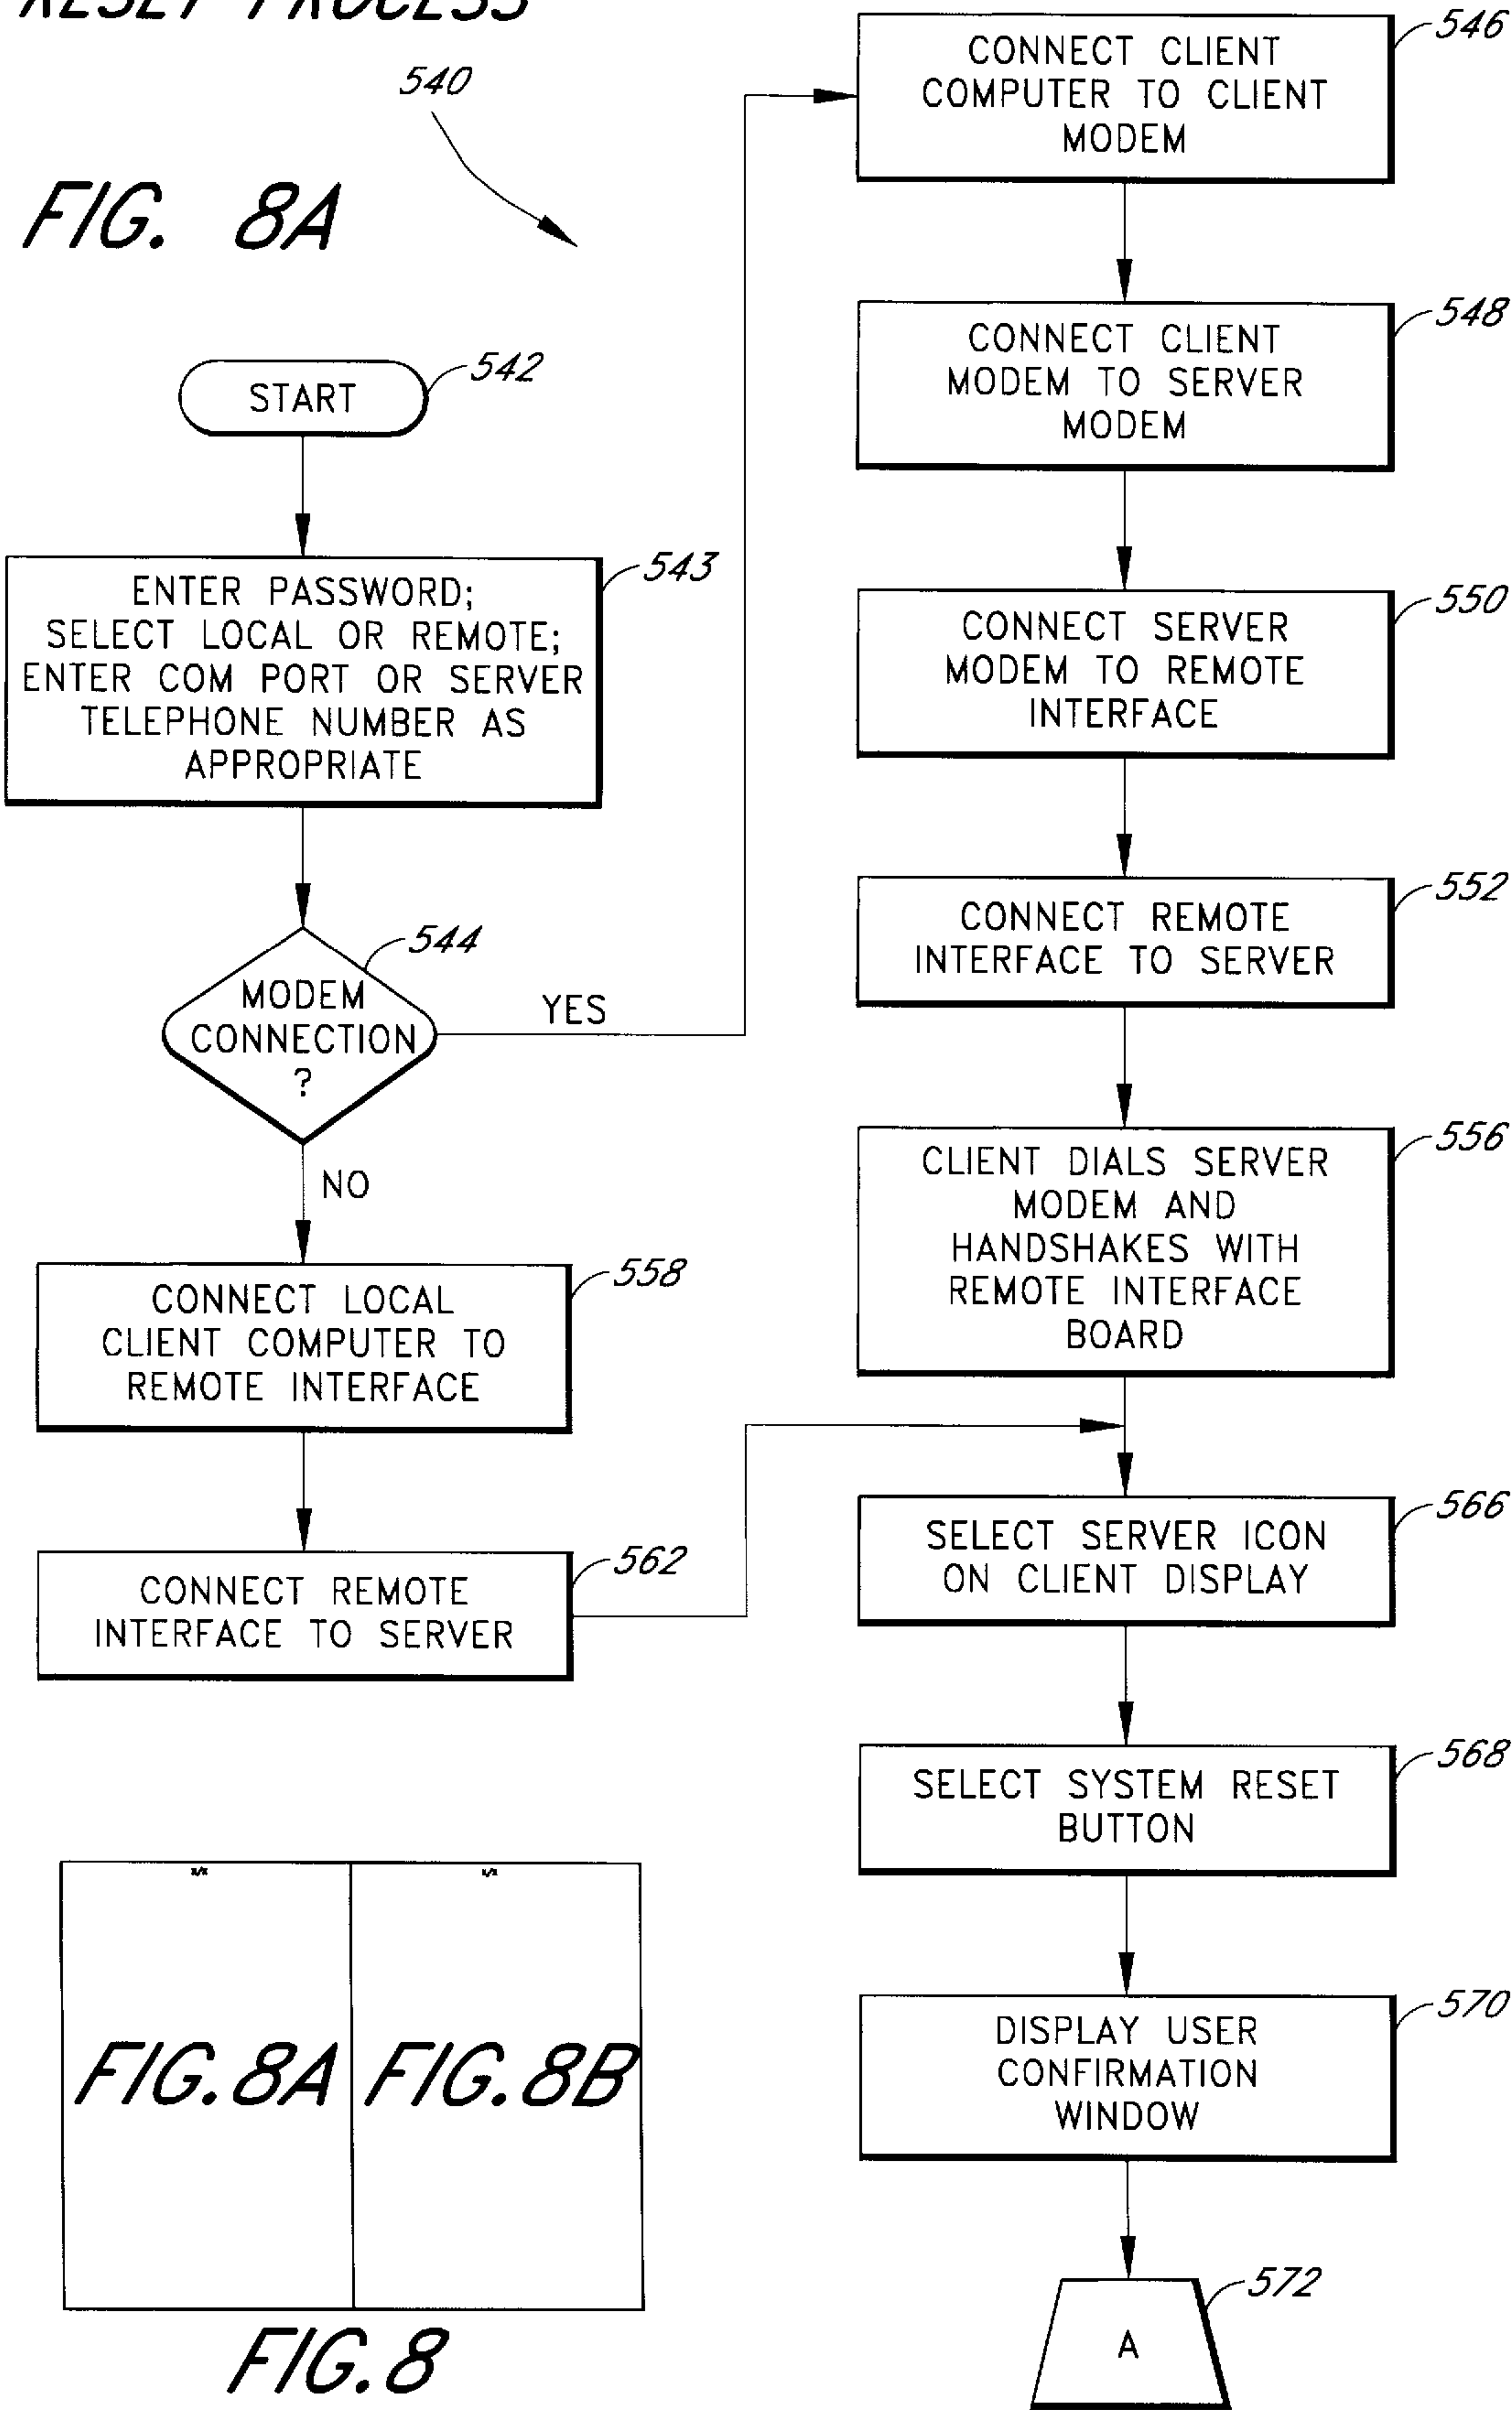 RESET PROCESS
540
FIG. 8A
START
542
ENTER PASSWORD;
SELECT LOCAL OR REMOTE;
ENTER COM PORT OR SERVER
TELEPHONE NUMBER AS
APPROPRIATE
543
MODEM
CONNECTION
?
544
YES
NO
CONNECT LOCAL
CLIENT COMPUTER TO
REMOTE INTERFACE
558
CONNECT REMOTE
INTERFACE TO SERVER
562
CONNECT CLIENT
COMPUTER TO CLIENT
MODEM
546
CONNECT CLIENT
MODEM TO SERVER
MODEM
548
CONNECT SERVER
MODEM TO REMOTE
INTERFACE
550
CONNECT REMOTE
INTERFACE TO SERVER
552
CLIENT DIALS SERVER
MODEM AND
HANDSHAKES WITH
REMOTE INTERFACE
BOARD
556
SELECT SERVER ICON
ON CLIENT DISPLAY
566
SELECT SYSTEM RESET
BUTTON
568
DISPLAY USER
CONFIRMATION
WINDOW
570
A
572
FIG.8A
FIG.8B
FIG.8